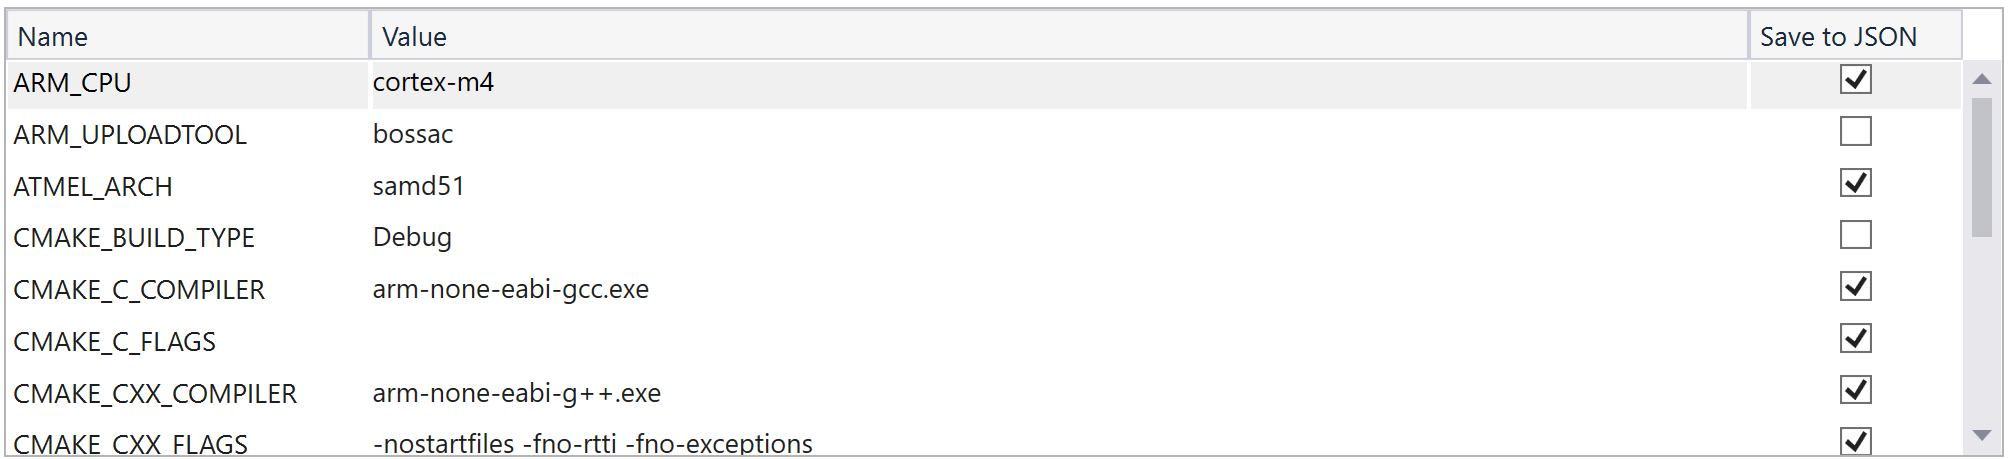 Name Value Save to JSON
ARM_CPU cortex-m4
ARM_UPLOADTOOL bossac
ATMEL_ARCH samd51
CMAKE_BUILD_TYPE Debug
CMAKE_C_COMPILER arm-none-eabi-gcc.exe
CMAKE_C_FLAGS
CMAKE_CXX_COMPILER arm-none-eabi-g++.exe
CMAKE_CXX_FLAGS -nostartfiles -fno-rtti -fno-exceptions